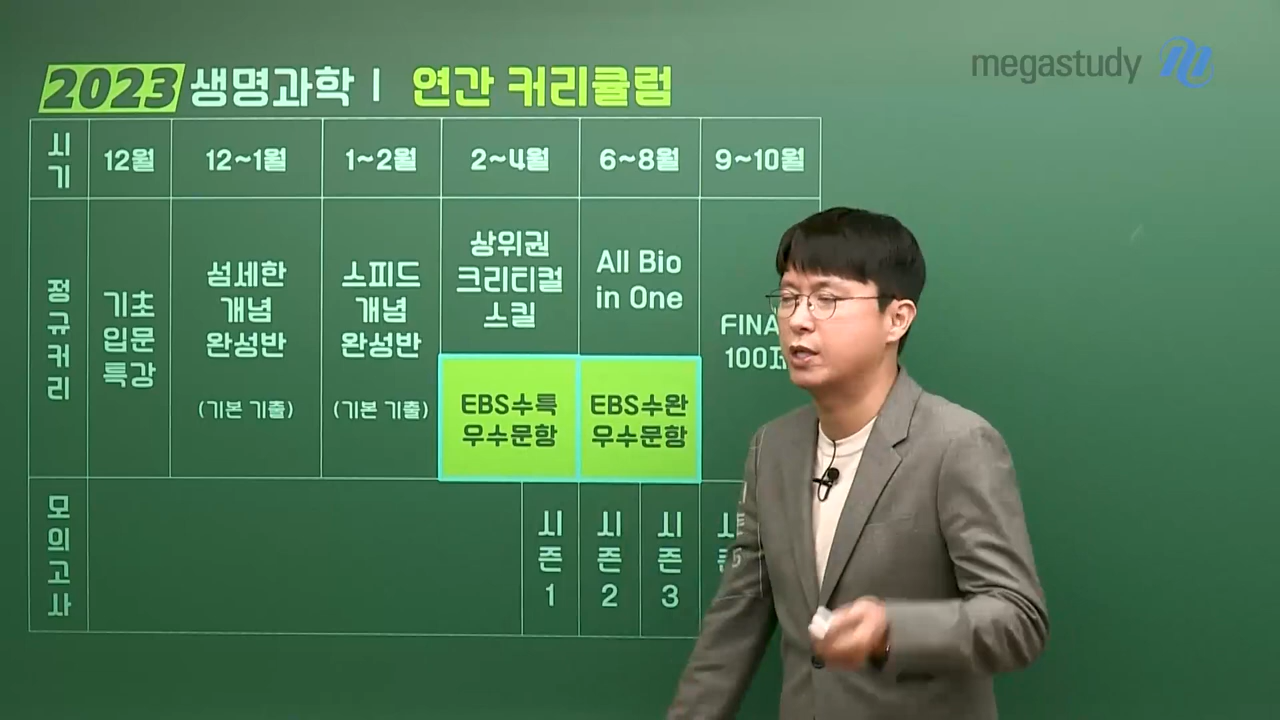 megastudy
2023 생명과학 I 연간 커리큘럼
시기
12월
12~1월
1~2월
2~4월
6~8월
9~10월
정규커리
기초
입문
특강
섬세한
개념
완성반
(기본 기출)
스피드
개념
완성반
(기본 기출)
상위권
크리티컬
스킬
EBS수특
우수문항
All Bio
in One
EBS수완
우수문항
100제
모의고사
시즌1
시즌2
시즌3